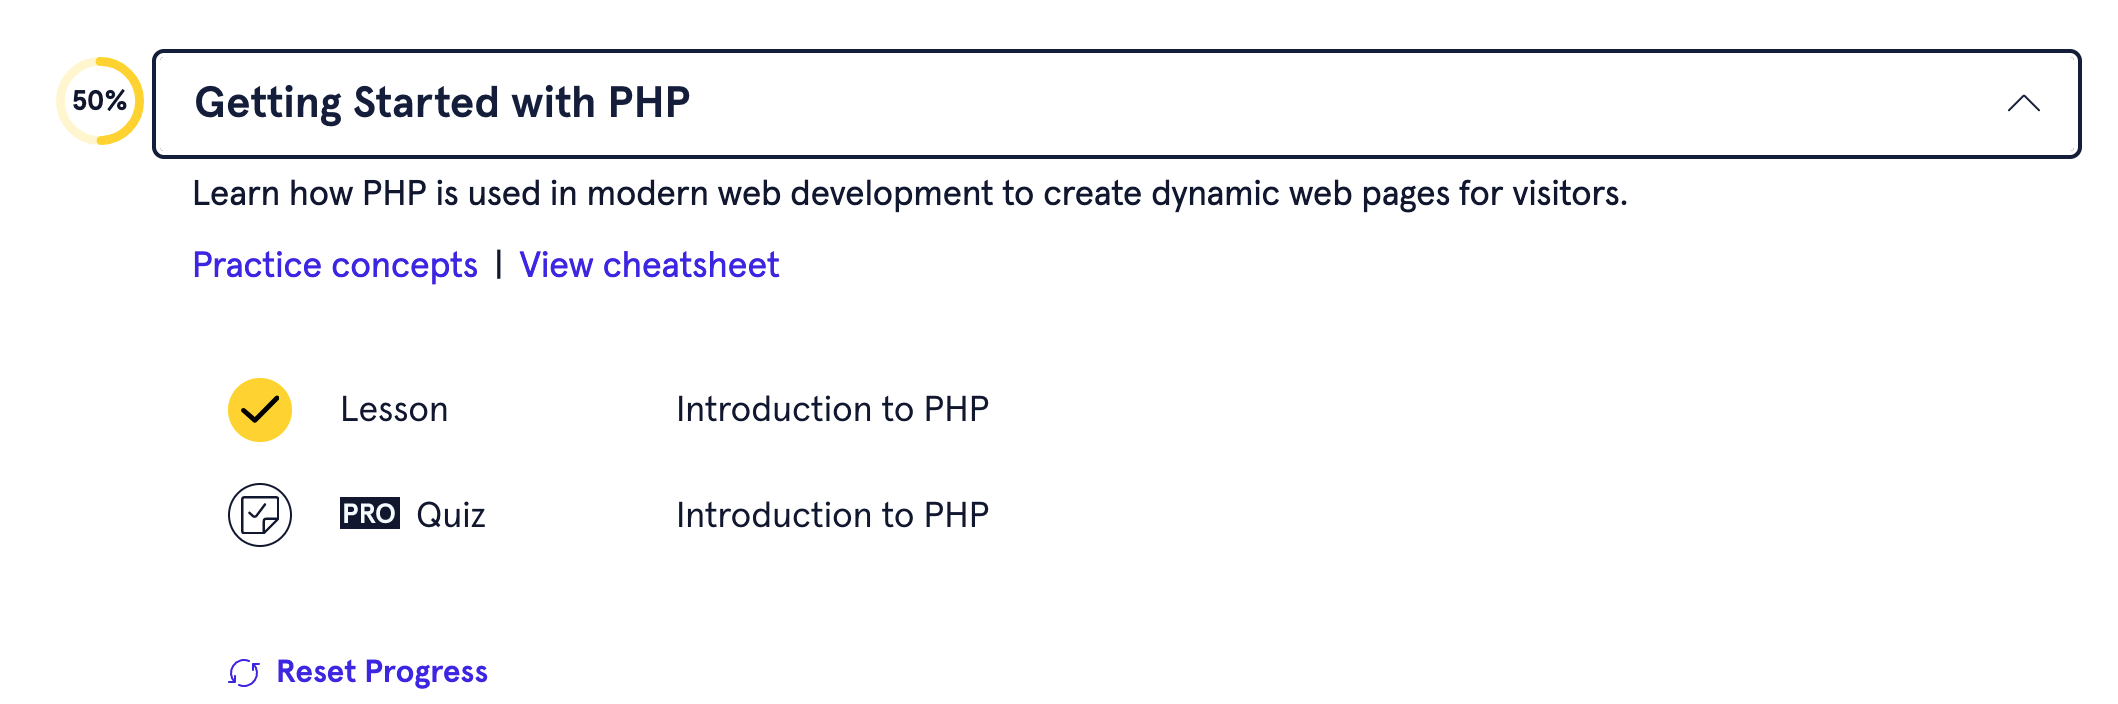 50%
Getting Started with PHP
Learn how PHP is used in modern web development to create dynamic web pages for visitors.
Practice concepts | View cheatsheet
Lesson Introduction to PHP
PRO Quiz Introduction to PHP
Reset Progress